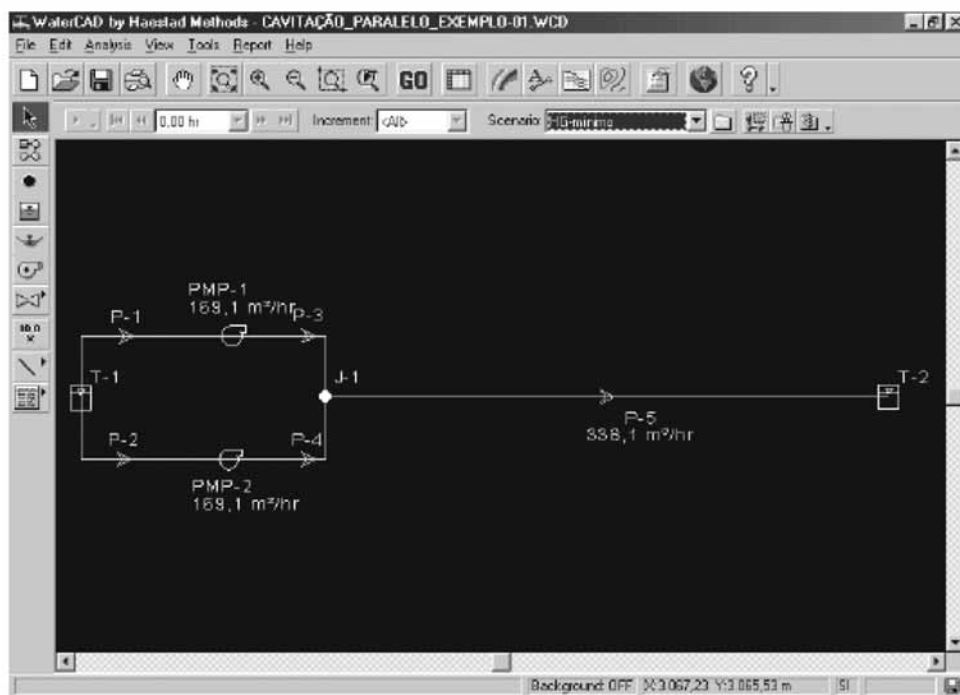 WaterCAD by Haestad Methods - CAVITAÇÃO_PARALELO_EXEMPLO-01.WCD
File Edit Analysis View Tools Report Help
GO
0,00 hr Increment: <All> Scenario: HG-mínimo
PMP-1
169,1 m³/hr
P-1
P-3
T-1
J-1
T-2
P-5
338,1 m³/hr
P-2
P-4
PMP-2
169,1 m³/hr
Background: OFF X:3.067,23, Y:3.065,53 m SI